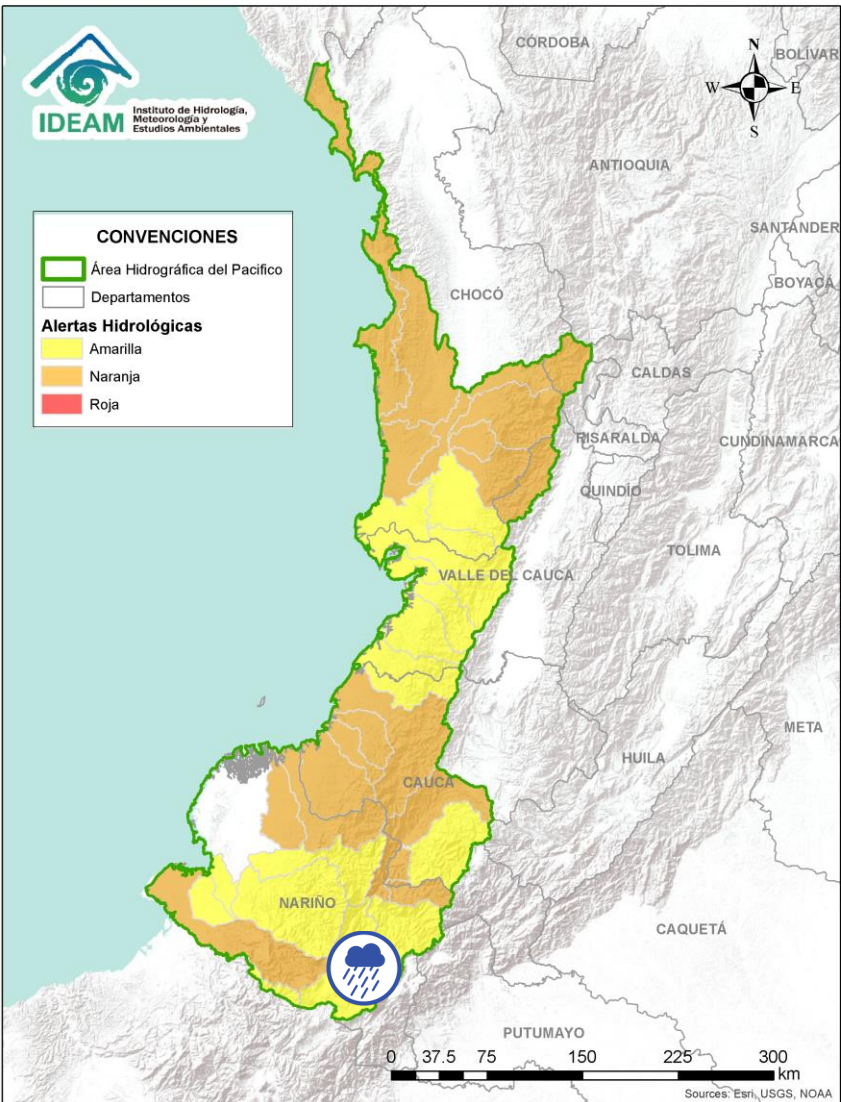 IDEAM
Instituto de Hidrología,
Meteorología y
Estudios Ambientales
CONVENCIONES
Área Hidrográfica del Pacifico
Departamentos
Alertas Hidrológicas
Amarilla
Naranja
Roja
N
W
E
S
CÓRDOBA
BOLIVAR
ANTIOQUIA
SANTANDER
BOYACÁ
CHOCÓ
CALDAS
RISARALDA
CUNDINAMARCA
QUINDÍO
TOLIMA
VALLE DEL CAUCA
META
HUILA
CAUCA
NARIÑO
CAQUETÁ
PUTUMAYO
0 37.5 75 150 225 300
km
Sources: Esri, USGS, NOAA